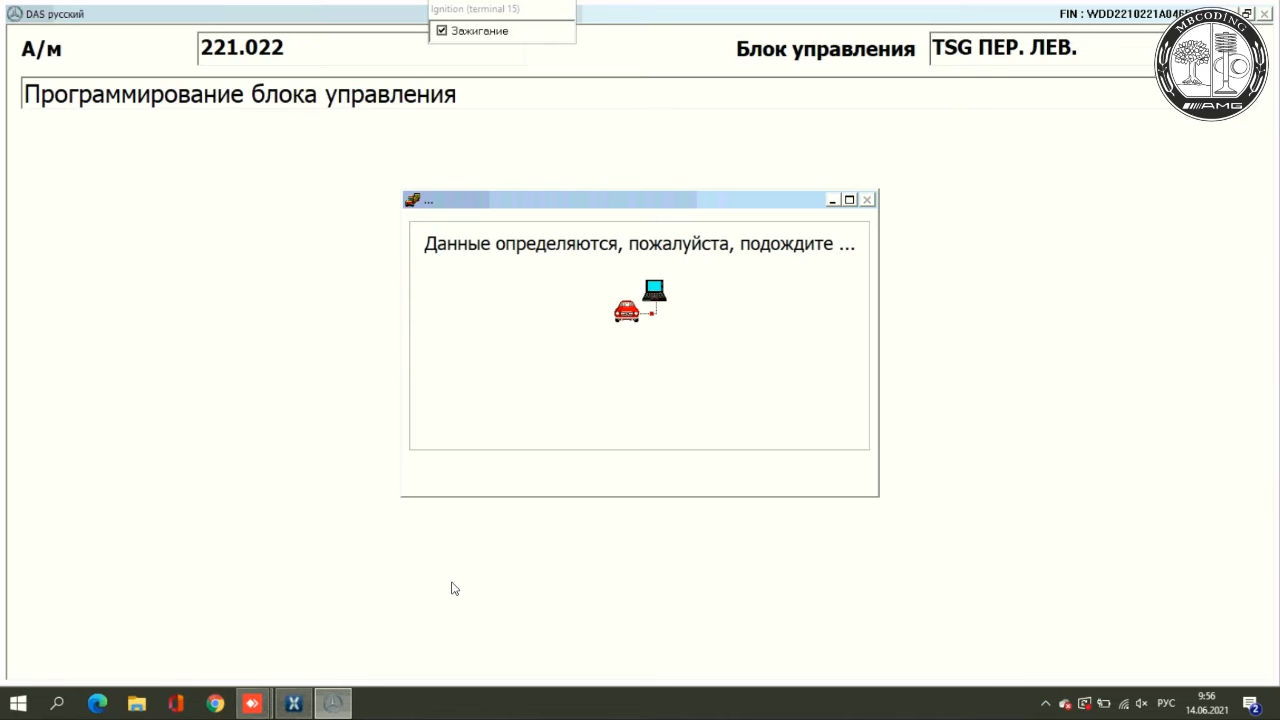 DAS русский
Ignition (terminal 15)
Зажигание
А/м
221.022
Блок управления
TSG ПЕР. ЛЕВ.
MBCODING
AMG
Программирование блока управления
...
Данные определяются, пожалуйста, подождите ...
РУС
9:56
14.06.2021
2